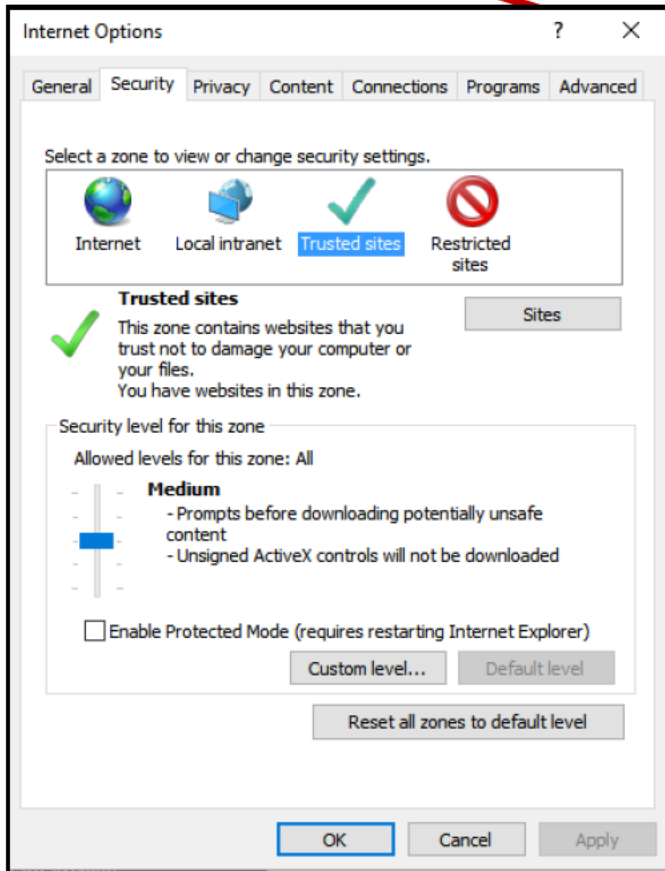 Internet Options
? ×
General Security Privacy Content Connections Programs Advanced
Select a zone to view or change security settings.
Internet Local intranet Trusted sites Restricted
sites
Trusted sites
Sites
This zone contains websites that you
trust not to damage your computer or
your files.
You have websites in this zone.
Security level for this zone
Allowed levels for this zone: All
Medium
- Prompts before downloading potentially unsafe
content
- Unsigned ActiveX controls will not be downloaded
Enable Protected Mode (requires restarting Internet Explorer)
Custom level... Default level
Reset all zones to default level
OK Cancel Apply